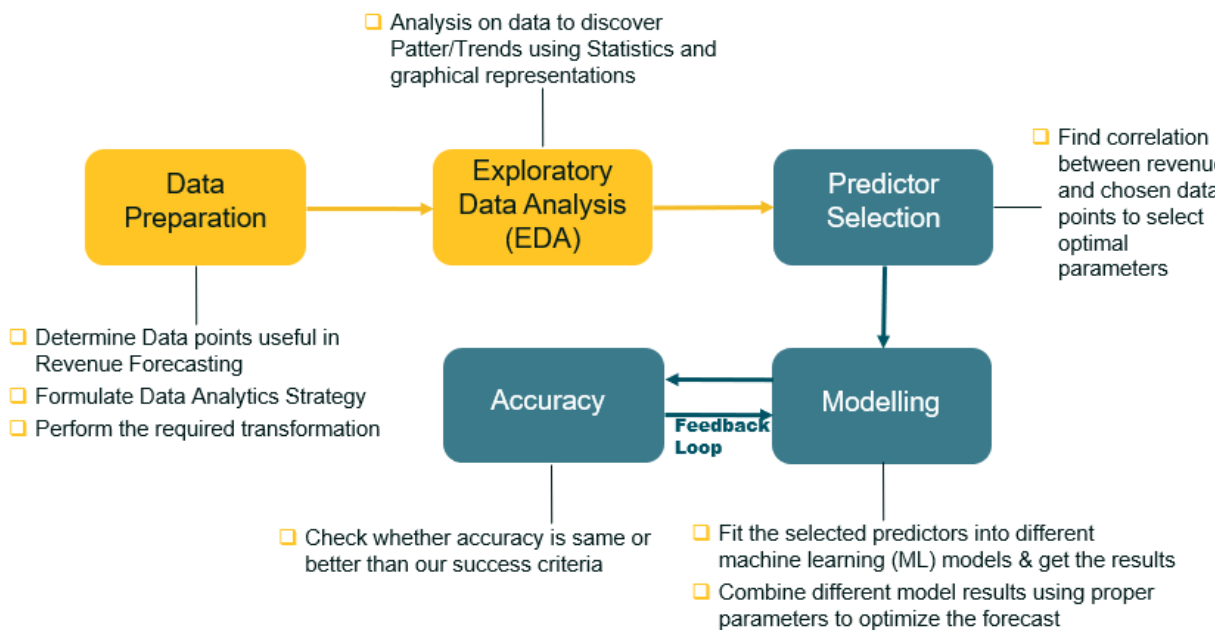 Analysis on data to discover
Patter/Trends using Statistics and
graphical representations
Data
Preparation
Exploratory
Data Analysis
(EDA)
Predictor
Selection
Find correlation
between revenu
and chosen data
points to select
optimal
parameters
Determine Data points useful in
Revenue Forecasting
Formulate Data Analytics Strategy
Perform the required transformation
Accuracy
Feedback
Loop
Modelling
Check whether accuracy is same or
better than our success criteria
Fit the selected predictors into different
machine learning (ML) models & get the results
Combine different model results using proper
parameters to optimize the forecast